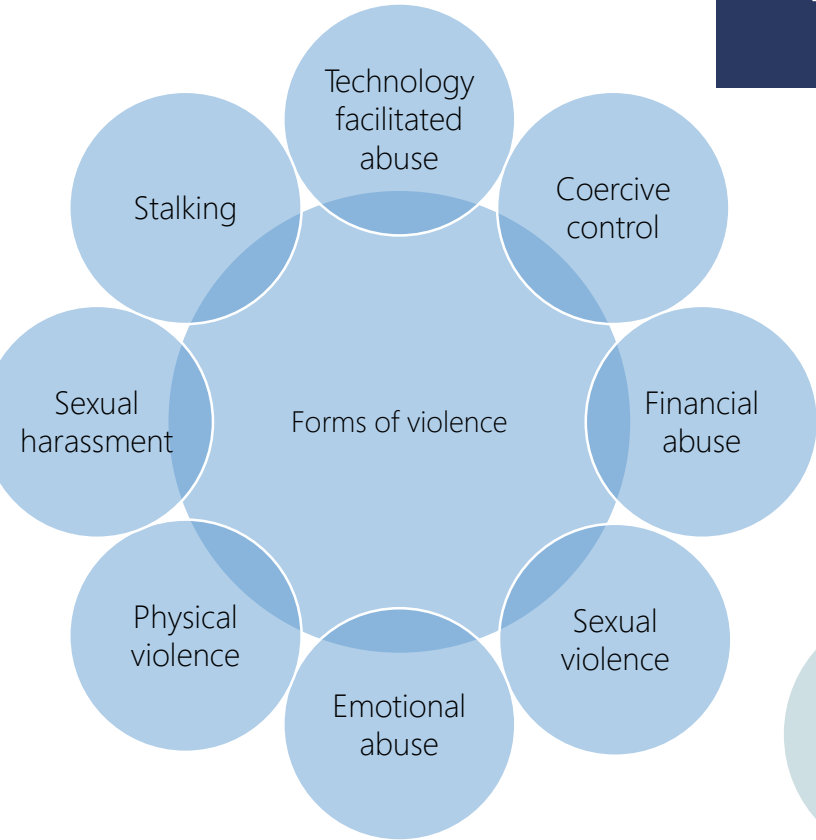 Technology
facilitated
abuse
Coercive
control
Financial
abuse
Sexual
violence
Emotional
abuse
Physical
violence
Sexual
harassment
Stalking
Forms of violence